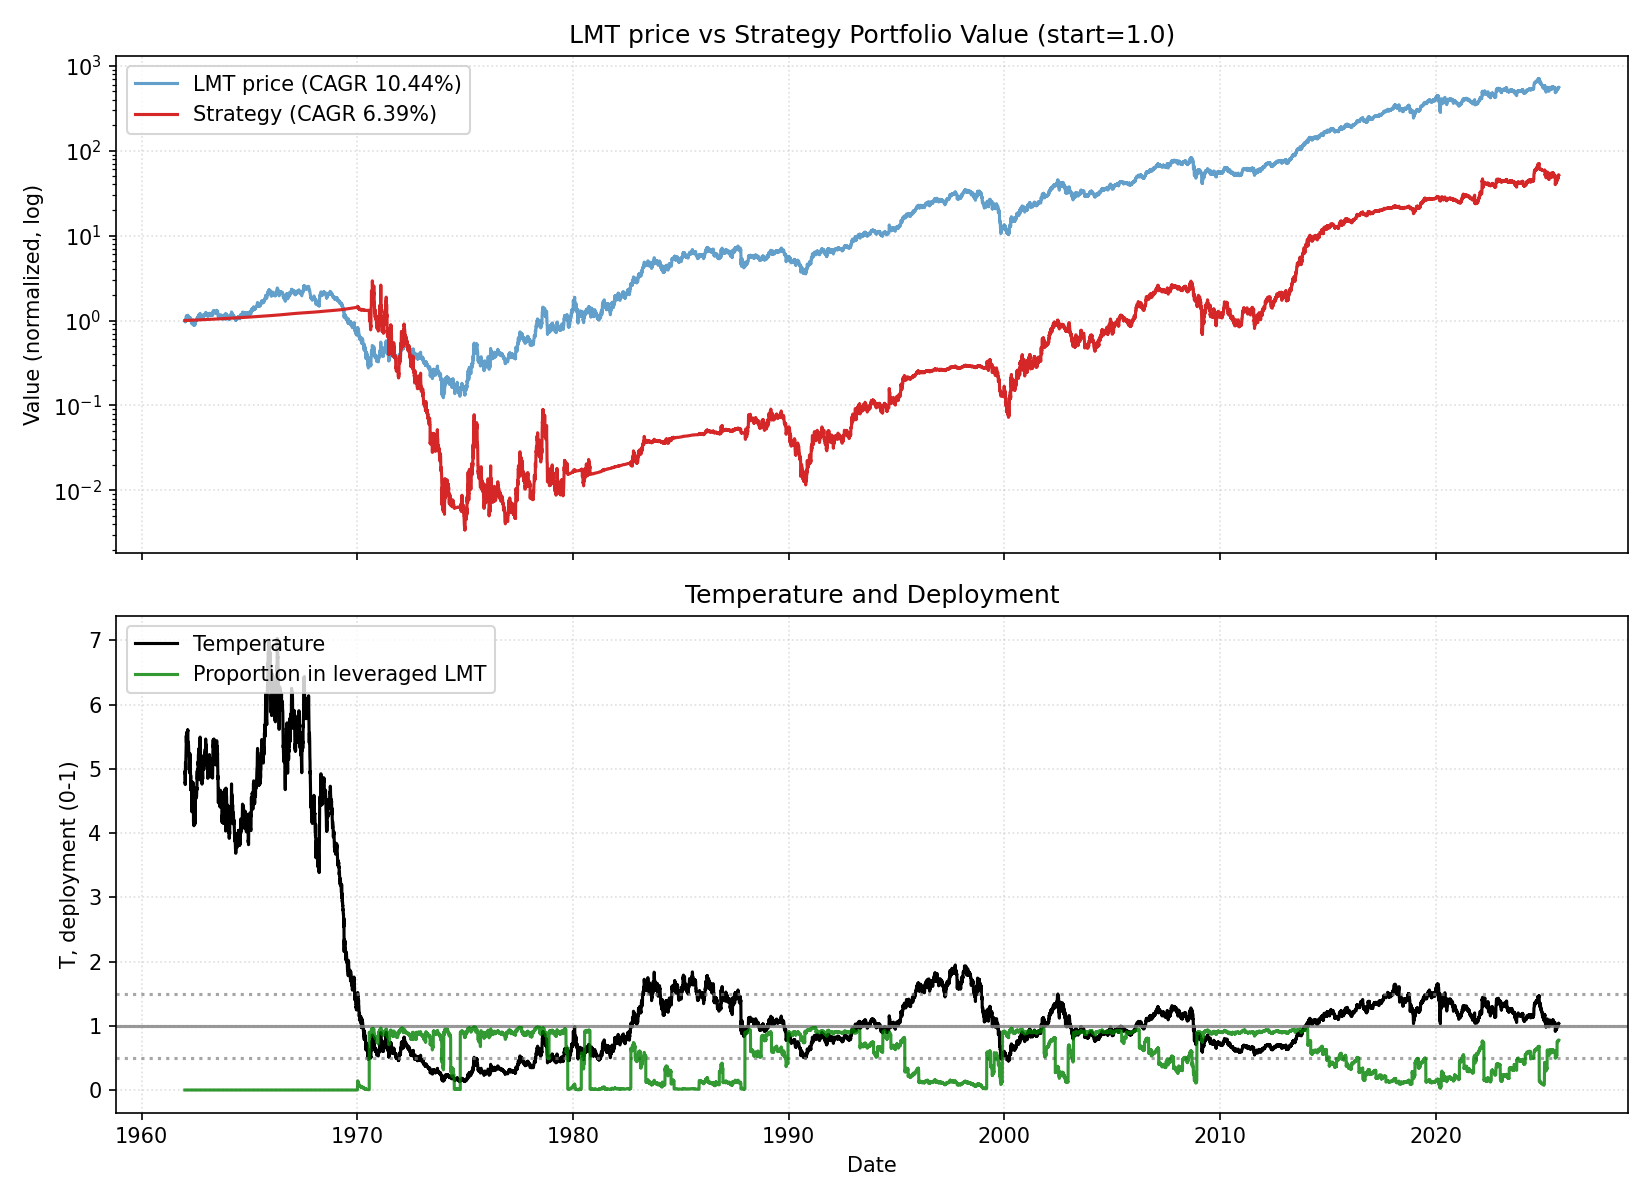 LMT price vs Strategy Portfolio Value (start=1.0)
Value (normalized, log)
10³
10²
10¹
10⁰
10⁻¹
10⁻²
LMT price (CAGR 10.44%)
Strategy (CAGR 6.39%)
Temperature and Deployment
T, deployment (0-1)
7
6
5
4
3
2
1
0
Temperature
Proportion in leveraged LMT
1960 1970 1980 1990 2000 2010 2020
Date